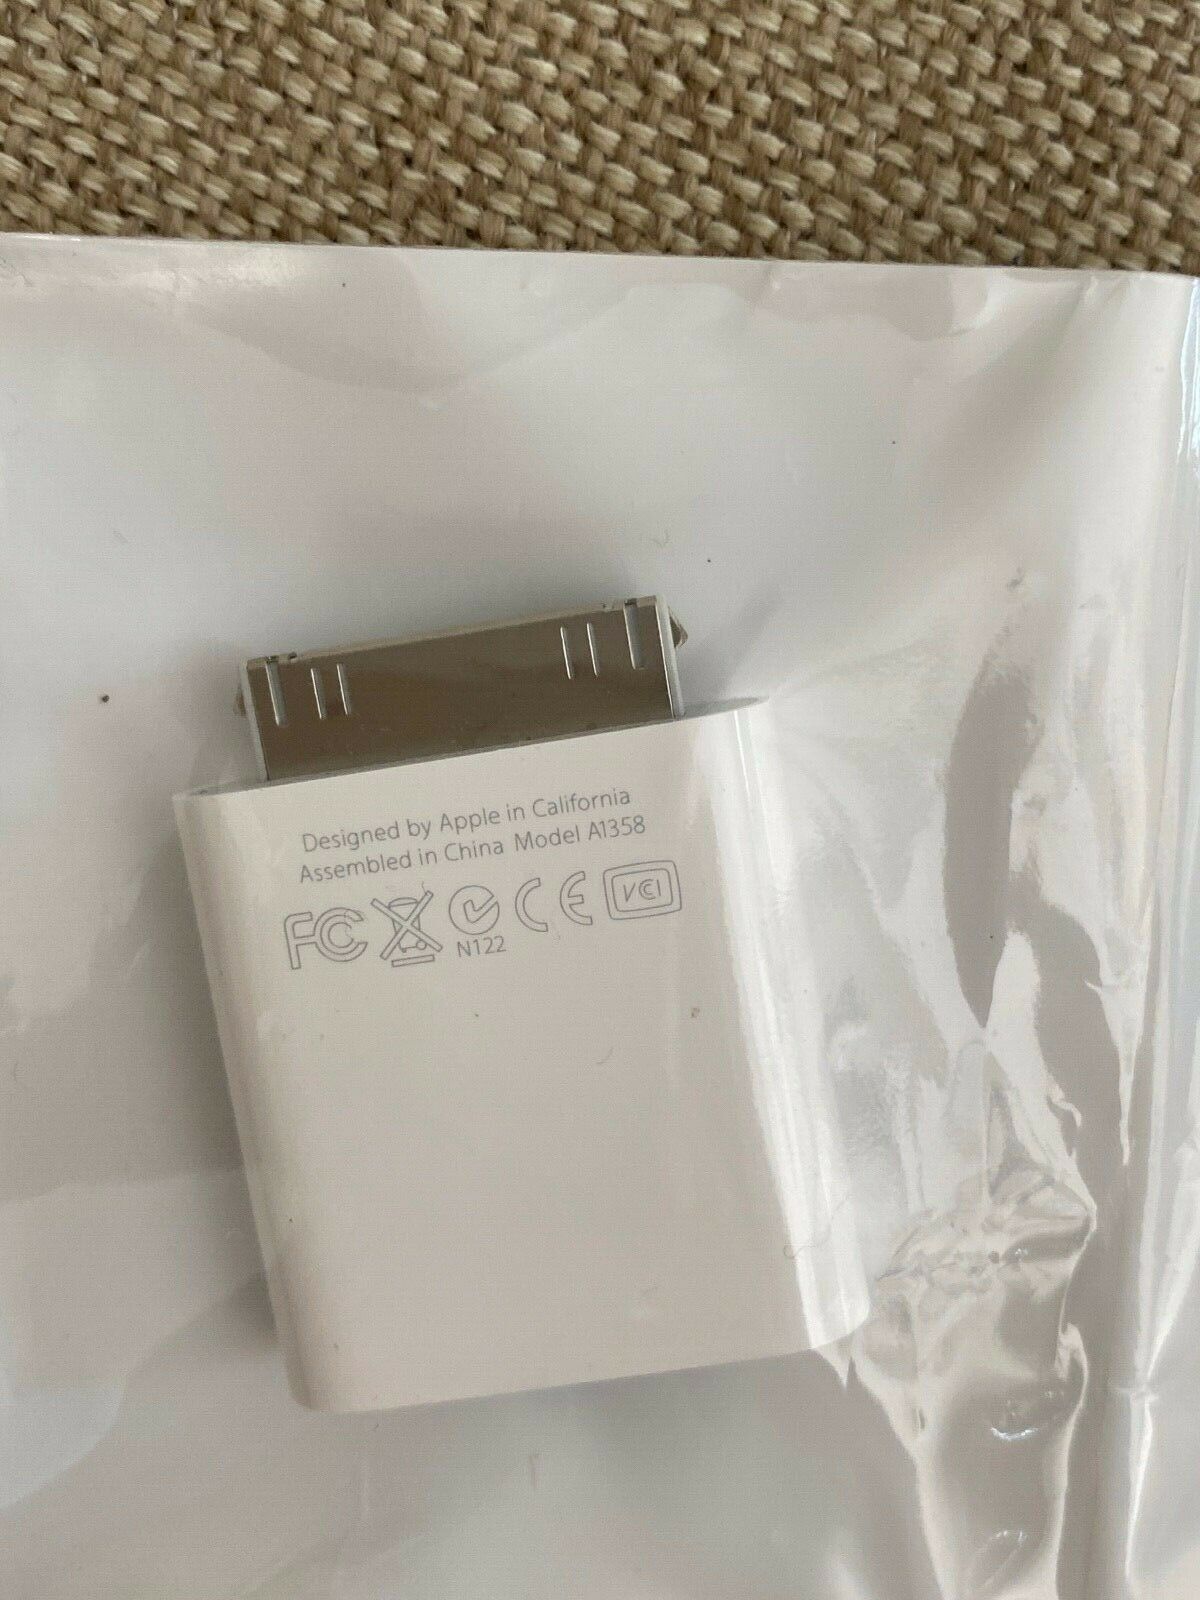 Designed by Apple in California
Assembled in China Model A1358
FC CE VCI
N122